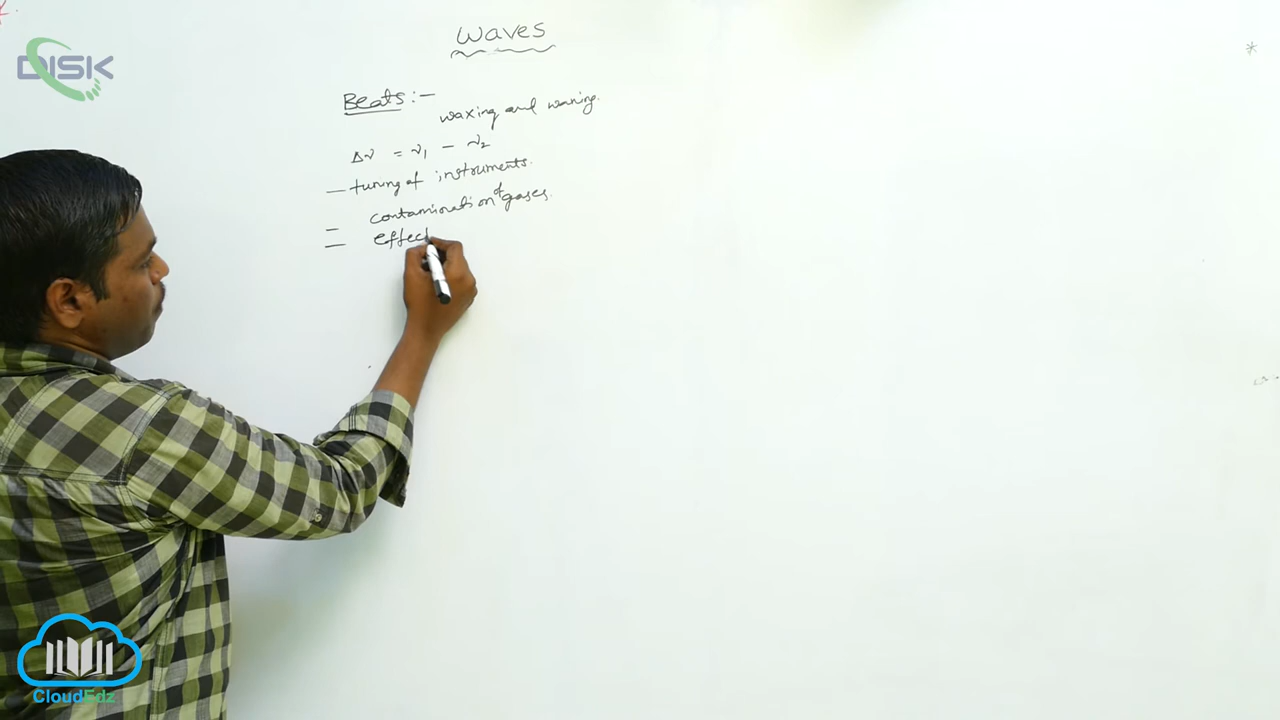 DISK
Waves
Beats :-
waxing and waning.
Δν = ν₁ - ν₂
- tuning of instruments.
- contamination of gases.
- effect
CloudEdz